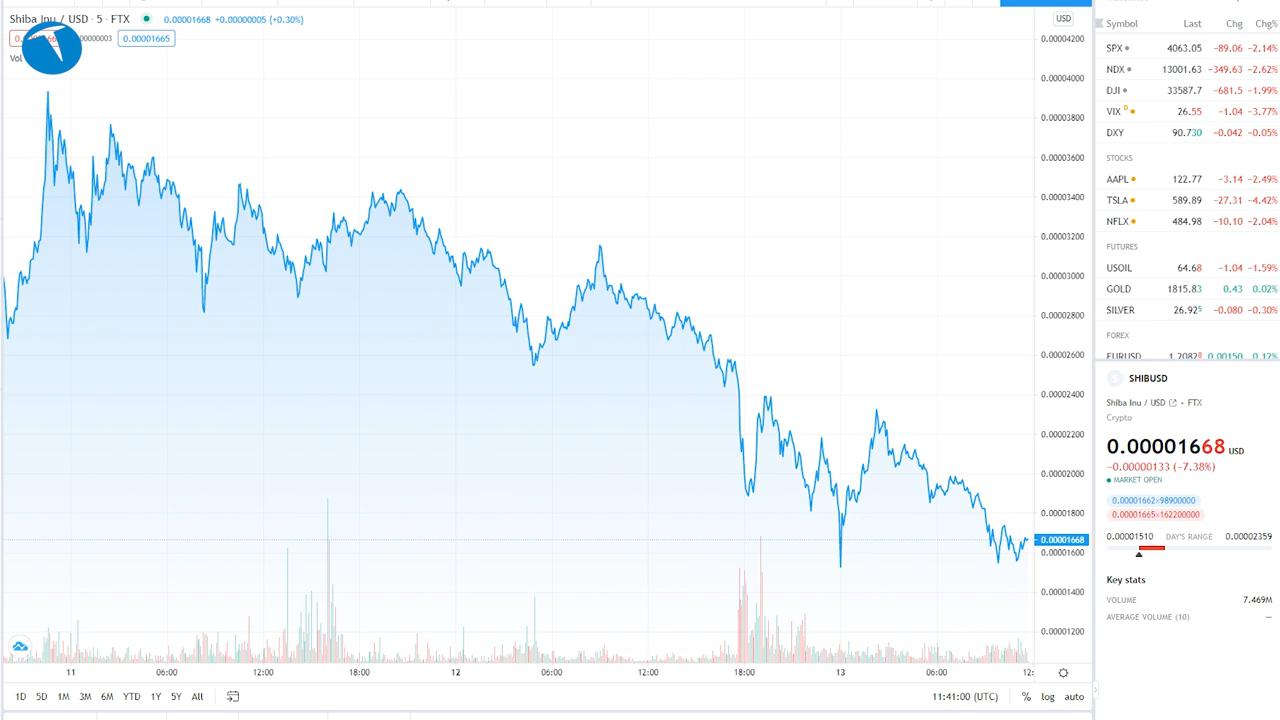 Shiba Inu / USD · 5 · FTX 0.00001668 +0.00000005 (+0.30%)
0.00001665
Vol
USD
0.00004200
0.00004000
0.00003800
0.00003600
0.00003400
0.00003200
0.00003000
0.00002800
0.00002600
0.00002400
0.00002200
0.00002000
0.00001800
0.00001668
0.00001600
0.00001400
0.00001200
11 06:00 12:00 18:00 12 06:00 12:00 18:00 13 06:00 12:
1D 5D 1M 3M 6M YTD 1Y 5Y All
11:41:00 (UTC) % log auto
Symbol Last Chg Chg%
SPX 4063.05 −89.06 −2.14%
NDX 13001.63 −349.63 −2.62%
DJI 33587.7 −681.5 −1.99%
VIX D 26.55 −1.04 −3.77%
DXY 90.730 −0.042 −0.05%
STOCKS
AAPL 122.77 −3.14 −2.49%
TSLA 589.89 −27.31 −4.42%
NFLX 484.98 −10.10 −2.04%
FUTURES
USOIL 64.68 −1.04 −1.59%
GOLD 1815.83 0.43 0.02%
SILVER 26.925 −0.080 −0.30%
FOREX
EURUSD 1.2082 0.00150 0.12%
SHIBUSD
Shiba Inu / USD • FTX
Crypto
0.00001668 USD
−0.00000133 (−7.38%)
MARKET OPEN
0.00001662×98900000
0.00001665×162200000
0.00001510 DAY'S RANGE 0.00002359
Key stats
VOLUME 7.469M
AVERAGE VOLUME (10) —